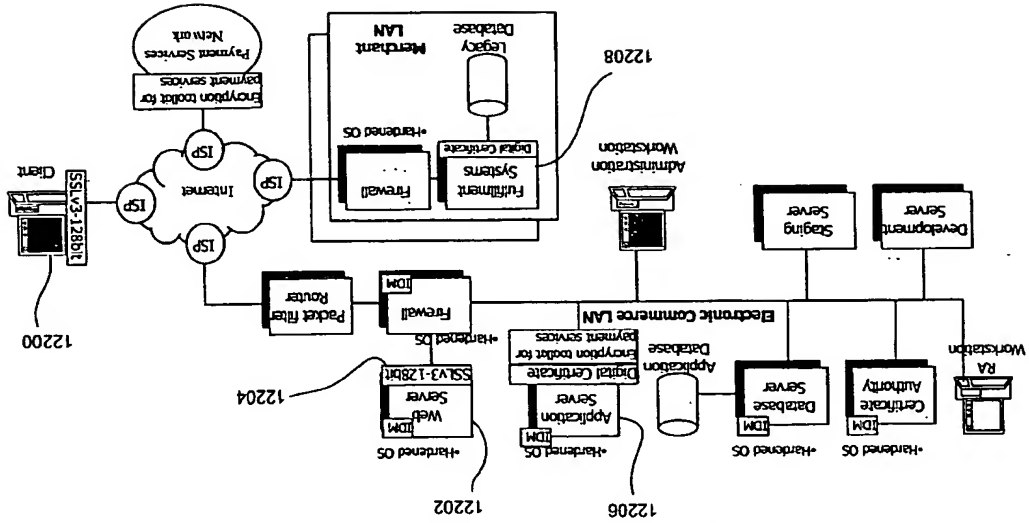 12206
12202
•Hardened OS
•Hardened OS
•Hardened OS
•Hardened OS
IDM
Certificate
Authority
IDM
Database
Server
IDM
Application
Server
Digital Certificate
Encryption toolkit for
payment services
IDM
Web
Server
SSLv3-128bit
12204
RA
Workstation
Application
Database
•Hardened OS
Electronic Commerce LAN
IDM
Firewall
Packet filter
Router
12200
Development
Server
Staging
Server
Administration
Workstation
ISP
Internet
ISP
ISP
ISP
SSLv3-128bit
Client
Fulfillment
Systems
Digital Certificate
Firewall
•Hardened OS
12208
Legacy
Database
Merchant
LAN
Encryption toolkit for
payment services
Payment Services
Network